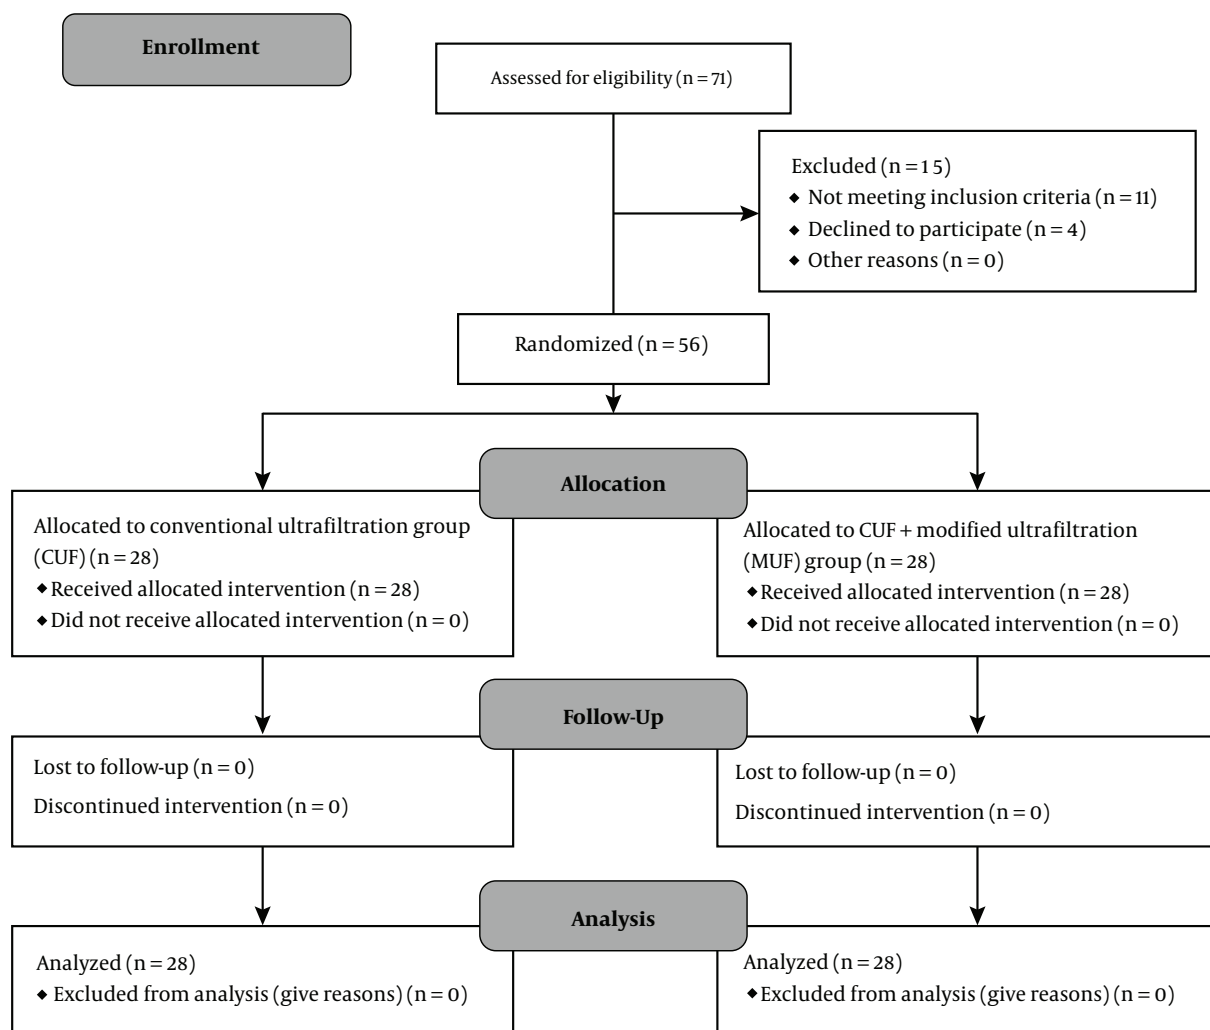 Enrollment
Assessed for eligibility (n = 71)
Excluded (n = 15)
◆ Not meeting inclusion criteria (n = 11)
◆ Declined to participate (n = 4)
◆ Other reasons (n = 0)
Randomized (n = 56)
Allocation
Allocated to conventional ultrafiltration group
(CUF) (n = 28)
◆ Received allocated intervention (n = 28)
◆ Did not receive allocated intervention (n = 0)
Allocated to CUF + modified ultrafiltration
(MUF) group (n = 28)
◆ Received allocated intervention (n = 28)
◆ Did not receive allocated intervention (n = 0)
Follow-Up
Lost to follow-up (n = 0)
Discontinued intervention (n = 0)
Lost to follow-up (n = 0)
Discontinued intervention (n = 0)
Analysis
Analyzed (n = 28)
◆ Excluded from analysis (give reasons) (n = 0)
Analyzed (n = 28)
◆ Excluded from analysis (give reasons) (n = 0)